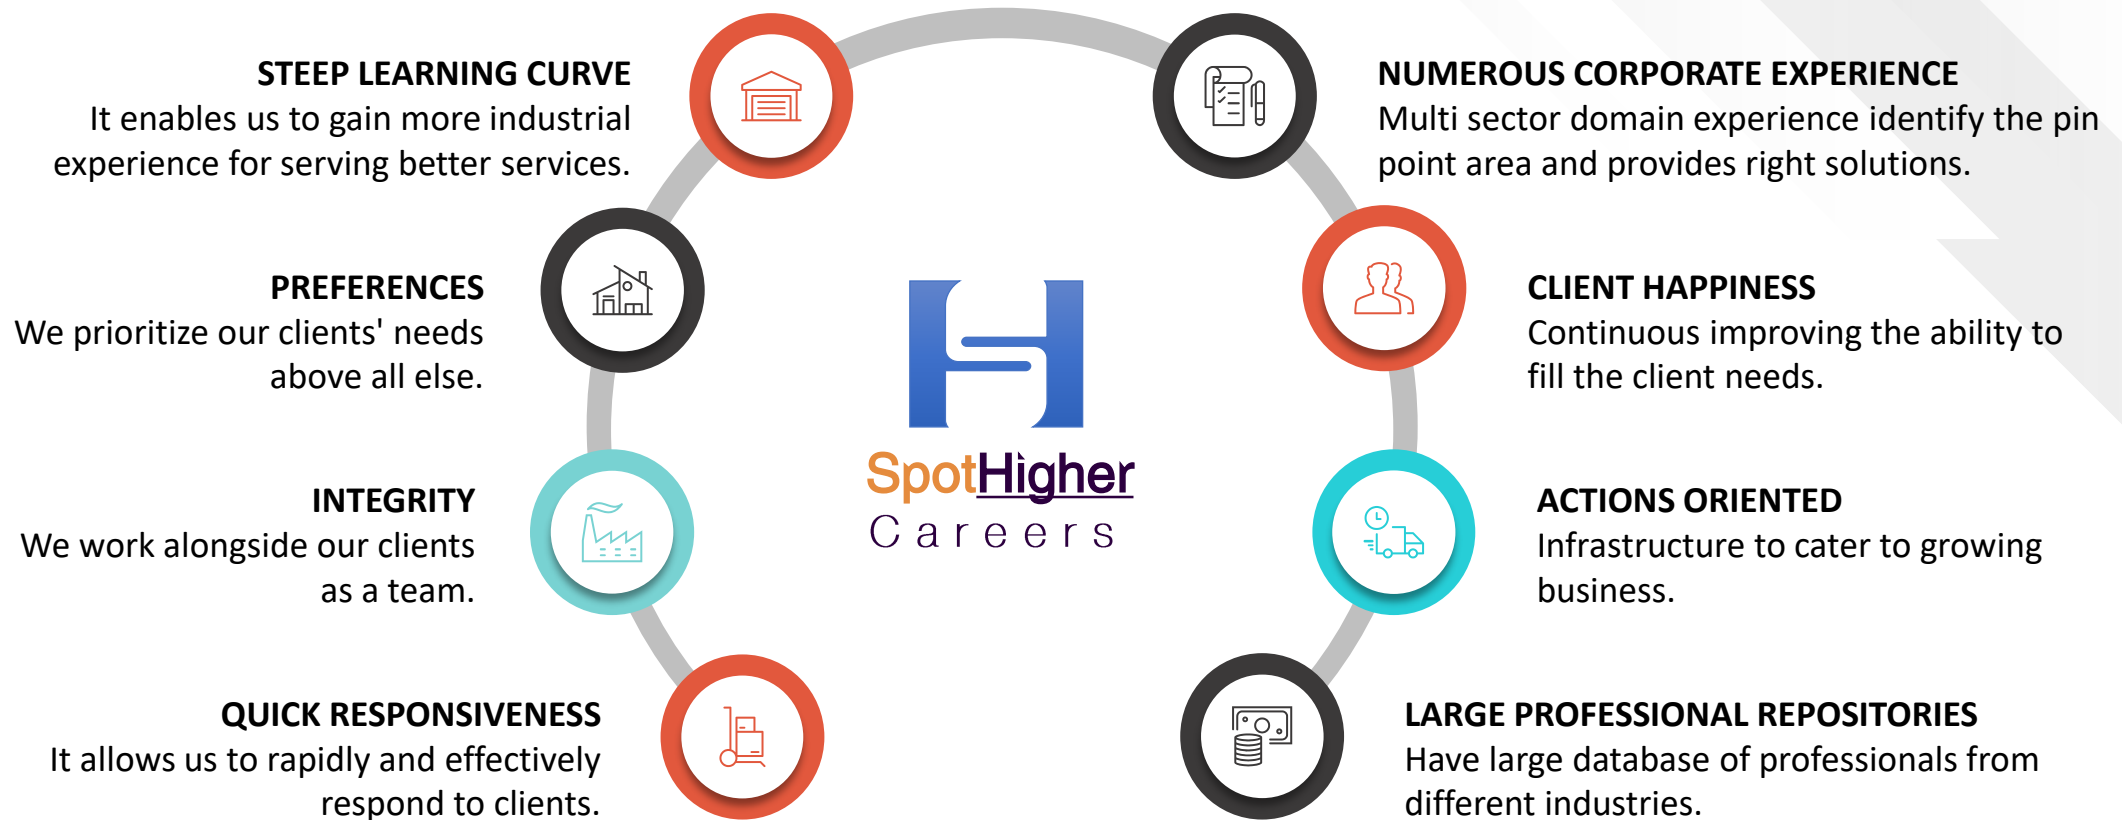 STEEP LEARNING CURVE
It enables us to gain more industrial
experience for serving better services.
PREFERENCES
We prioritize our clients' needs
above all else.
INTEGRITY
We work alongside our clients
as a team.
QUICK RESPONSIVENESS
It allows us to rapidly and effectively
respond to clients.
SpotHigher
Careers
NUMEROUS CORPORATE EXPERIENCE
Multi sector domain experience identify the pin
point area and provides right solutions.
CLIENT HAPPINESS
Continuous improving the ability to
fill the client needs.
ACTIONS ORIENTED
Infrastructure to cater to growing
business.
LARGE PROFESSIONAL REPOSITORIES
Have large database of professionals from
different industries.